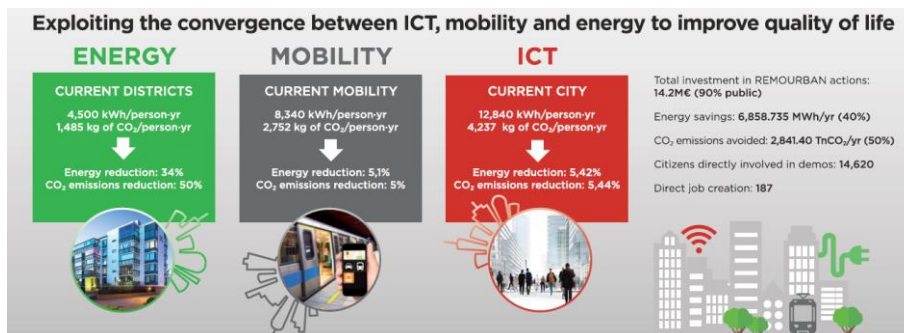 Exploiting the convergence between ICT, mobility and energy to improve quality of life
ENERGY
CURRENT DISTRICTS
4,500 kWh/person·yr
1,485 kg of CO₂/person·yr
Energy reduction: 34%
CO₂ emissions reduction: 50%
MOBILITY
CURRENT MOBILITY
8,340 kWh/person·yr
2,752 kg of CO₂/person·yr
Energy reduction: 5,1%
CO₂ emissions reduction: 5%
ICT
CURRENT CITY
12,840 kWh/person·yr
4,237 kg of CO₂/person·yr
Energy reduction: 5,42%
CO₂ emissions reduction: 5,44%
Total investment in REMOURBAN actions:
14.2M€ (90% public)
Energy savings: 6,858.735 MWh/yr (40%)
CO₂ emissions avoided: 2,841.40 TnCO₂/yr (50%)
Citizens directly involved in demos: 14,620
Direct job creation: 187